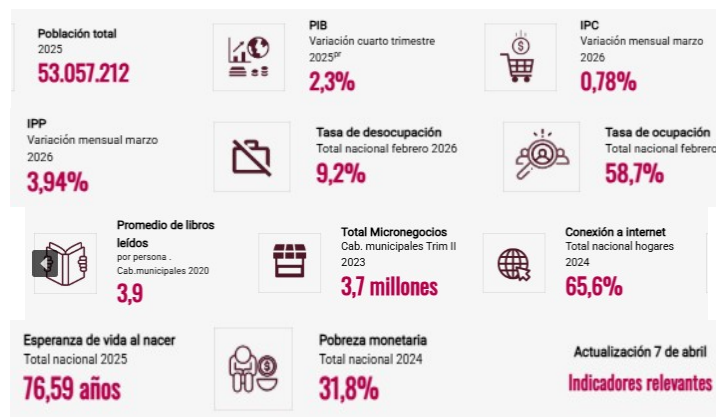 Población total
2025
53.057.212
PIB
Variación cuarto trimestre
2025pr
2,3%
IPC
Variación mensual marzo
2026
0,78%
IPP
Variación mensual marzo
2026
3,94%
Tasa de desocupación
Total nacional febrero 2026
9,2%
Tasa de ocupación
Total nacional febrero
58,7%
Promedio de libros
leídos
por persona .
Cab.municipales 2020
3,9
Total Micronegocios
Cab. municipales Trim II
2023
3,7 millones
Conexión a internet
Total nacional hogares
2024
65,6%
Esperanza de vida al nacer
Total nacional 2025
76,59 años
Pobreza monetaria
Total nacional 2024
31,8%
Actualización 7 de abril
Indicadores relevantes